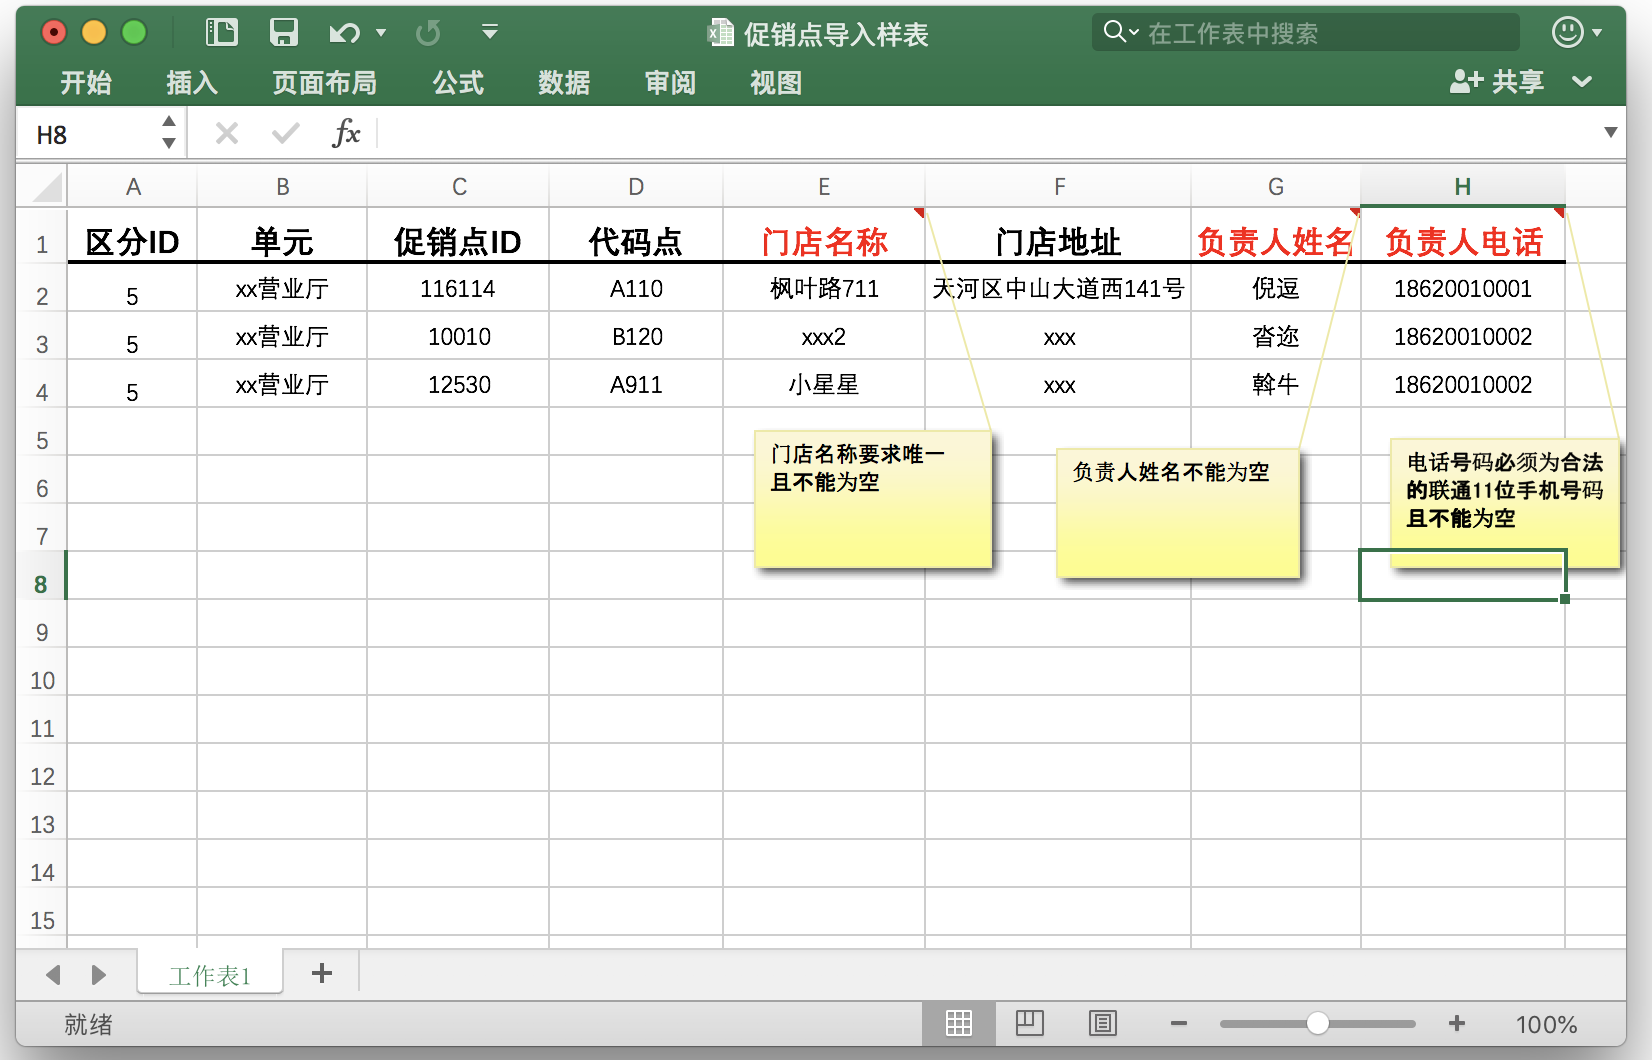 促销点导入样表
在工作表中搜索
开始 插入 页面布局 公式 数据 审阅 视图 共享
H8 fx
A B C D E F G H
1 区分ID 单元 促销点ID 代码点 门店名称 门店地址 负责人姓名 负责人电话
2 5 xx营业厅 116114 A110 枫叶路711 天河区中山大道西141号 倪逗 18620010001
3 5 xx营业厅 10010 B120 xxx2 xxx 沓迩 18620010002
4 5 xx营业厅 12530 A911 小星星 xxx 斡牛 18620010002
5
门店名称要求唯一
且不能为空
负责人姓名不能为空
电话号码必须为合法
的联通11位手机号码
且不能为空
6
7
8
9
10
11
12
13
14
15
工作表1
就绪 100%